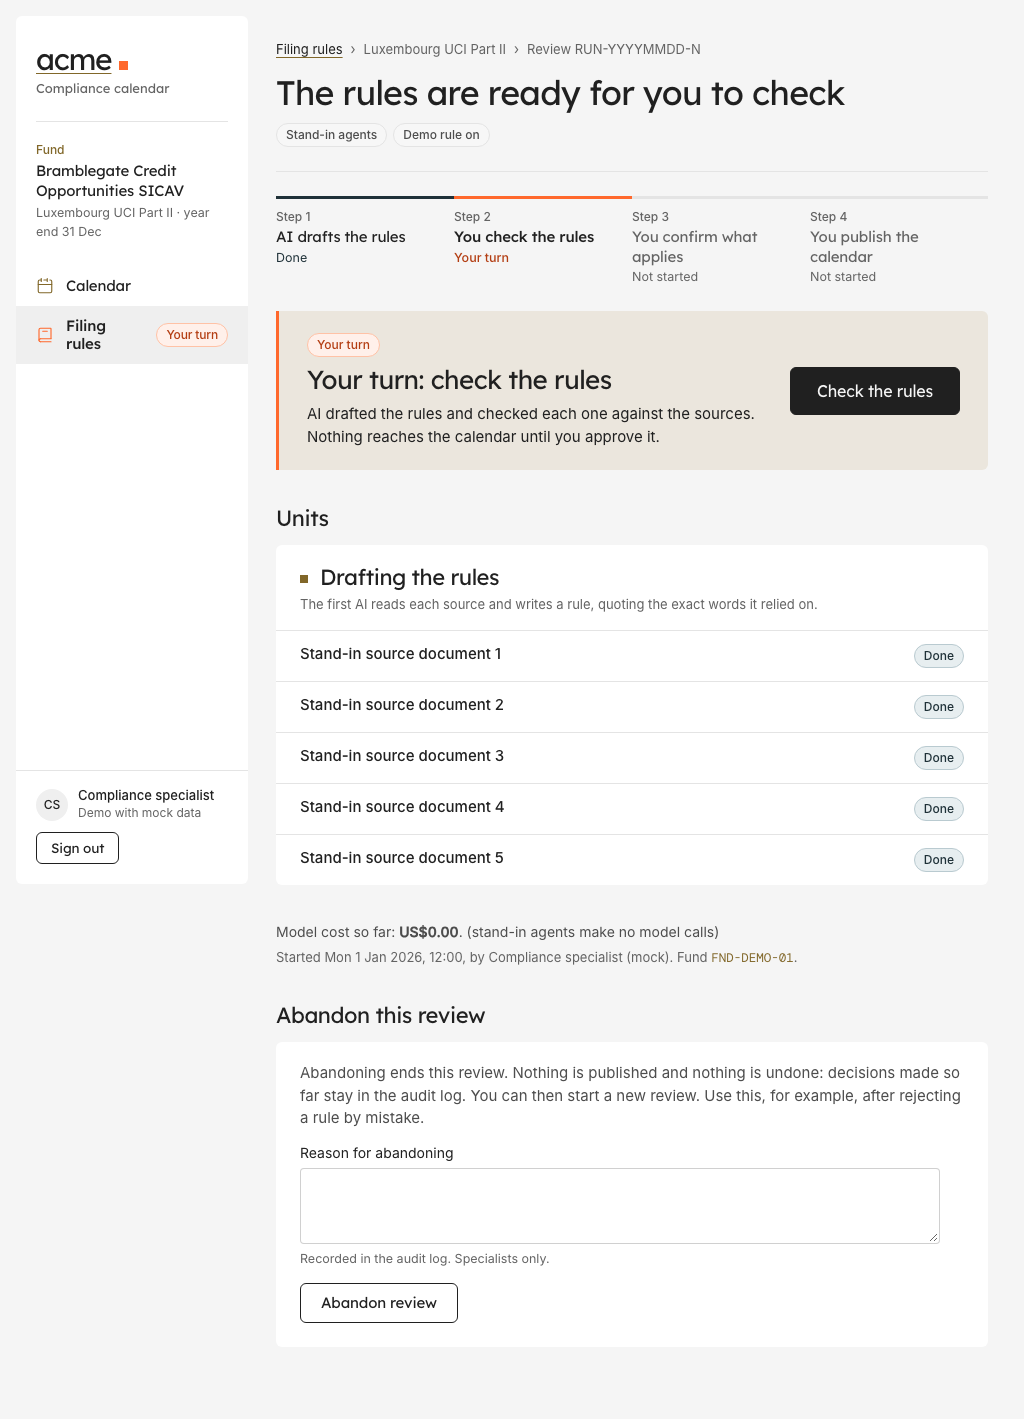 acme
Compliance calendar
Fund
Bramblegate Credit
Opportunities SICAV
Luxembourg UCI Part II · year
end 31 Dec
Calendar
Filing
rules
Your turn
CS
Compliance specialist
Demo with mock data
Sign out
Filing rules › Luxembourg UCI Part II › Review RUN-YYYYMMDD-N
The rules are ready for you to check
Stand-in agents
Demo rule on
Step 1
AI drafts the rules
Done
Step 2
You check the rules
Your turn
Step 3
You confirm what
applies
Not started
Step 4
You publish the
calendar
Not started
Your turn
Your turn: check the rules
AI drafted the rules and checked each one against the sources.
Nothing reaches the calendar until you approve it.
Check the rules
Units
Drafting the rules
The first AI reads each source and writes a rule, quoting the exact words it relied on.
Stand-in source document 1
Done
Stand-in source document 2
Done
Stand-in source document 3
Done
Stand-in source document 4
Done
Stand-in source document 5
Done
Model cost so far: US$0.00. (stand-in agents make no model calls)
Started Mon 1 Jan 2026, 12:00, by Compliance specialist (mock). Fund FND-DEMO-01.
Abandon this review
Abandoning ends this review. Nothing is published and nothing is undone: decisions made so
far stay in the audit log. You can then start a new review. Use this, for example, after rejecting
a rule by mistake.
Reason for abandoning
Recorded in the audit log. Specialists only.
Abandon review